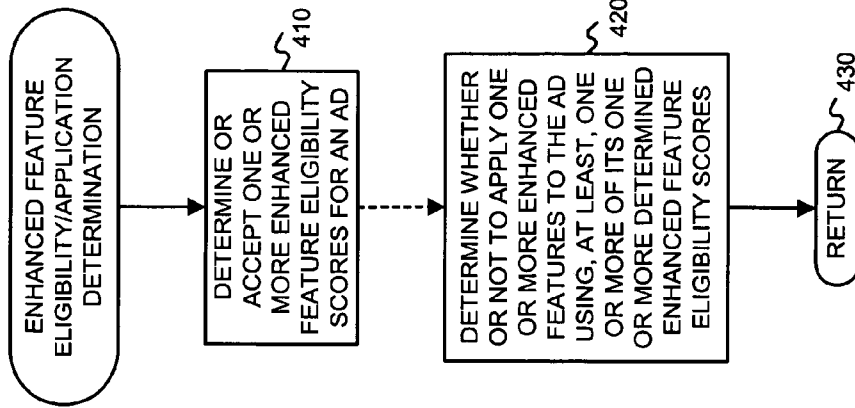 ENHANCED FEATURE
ELIGIBILITY/APPLICATION
DETERMINATION
410
DETERMINE OR
ACCEPT ONE OR
MORE ENHANCED
FEATURE ELIGIBILITY
SCORES FOR AN AD
420
DETERMINE WHETHER
OR NOT TO APPLY ONE
OR MORE ENHANCED
FEATURES TO THE AD
USING, AT LEAST, ONE
OR MORE OF ITS ONE
OR MORE DETERMINED
ENHANCED FEATURE
ELIGIBILITY SCORES
430
RETURN